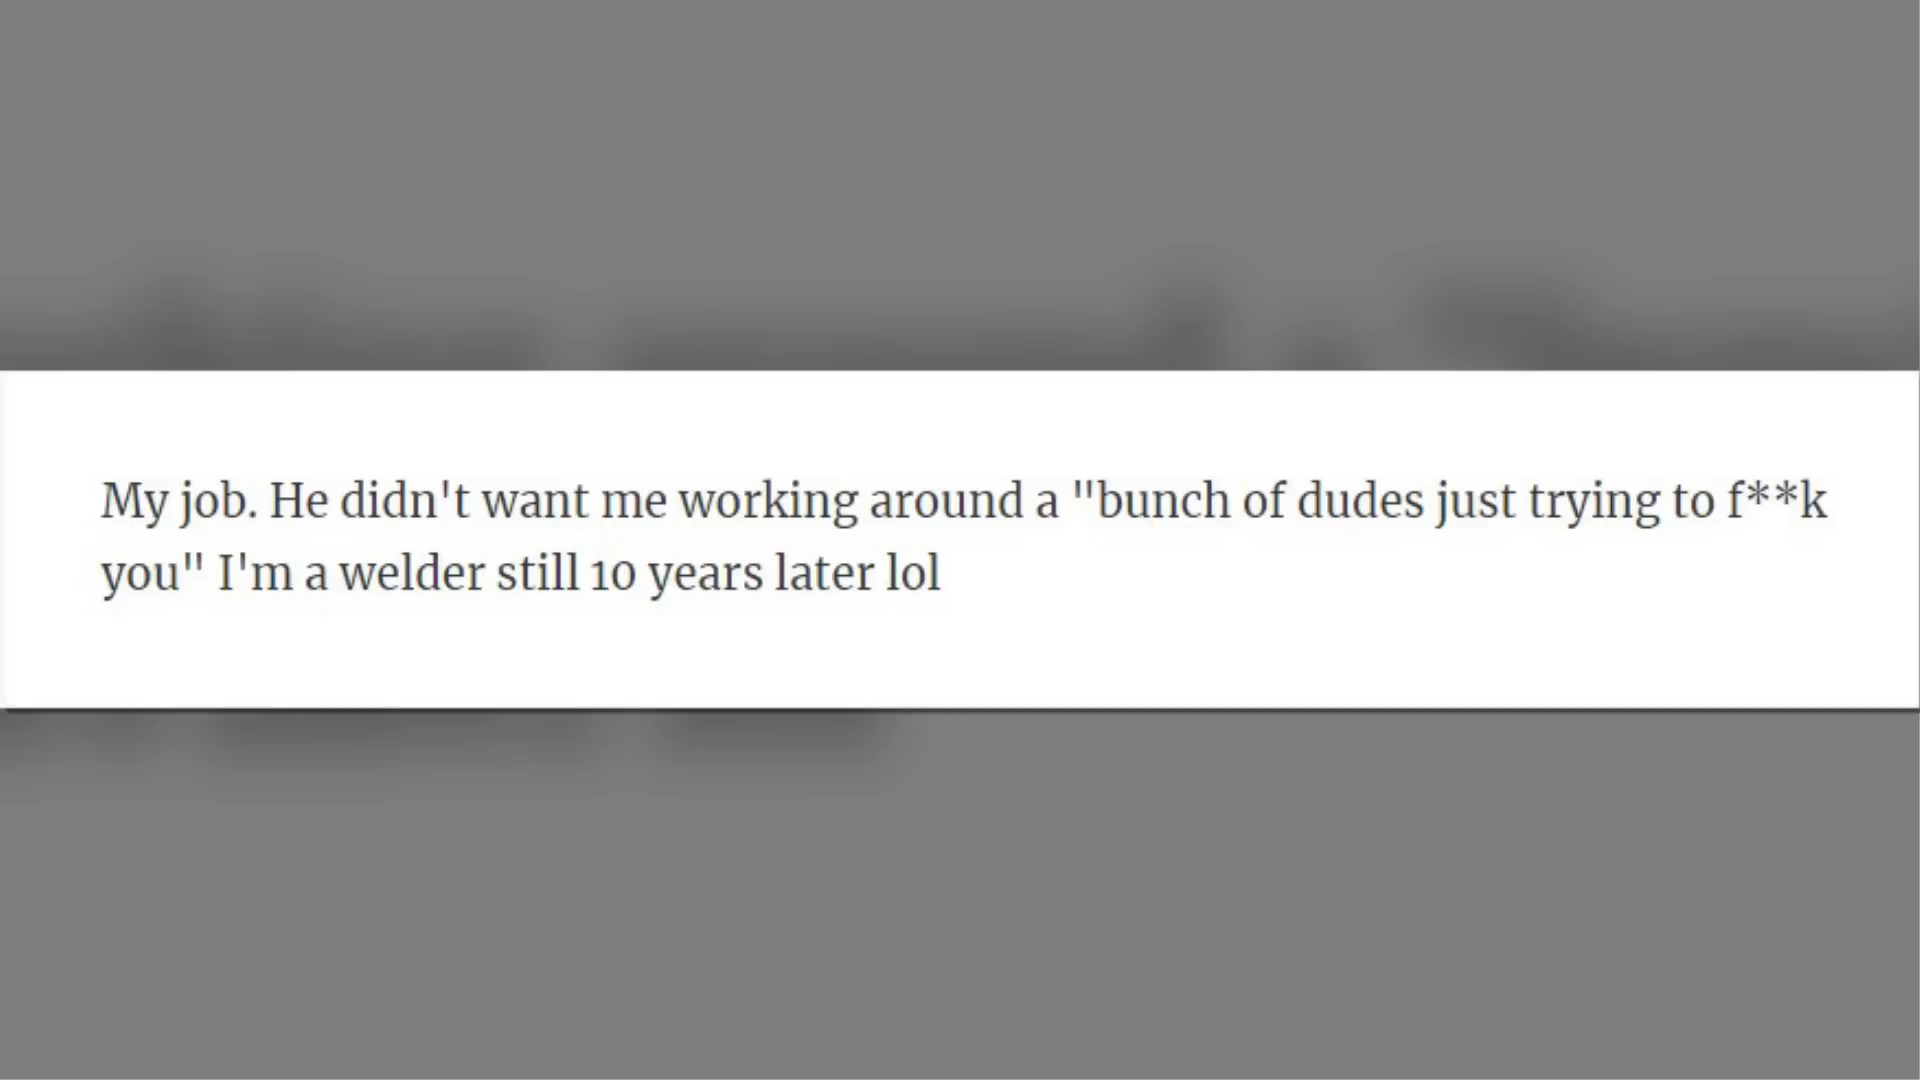 My job. He didn't want me working around a "bunch of dudes just trying to f**k
you" I'm a welder still 10 years later lol